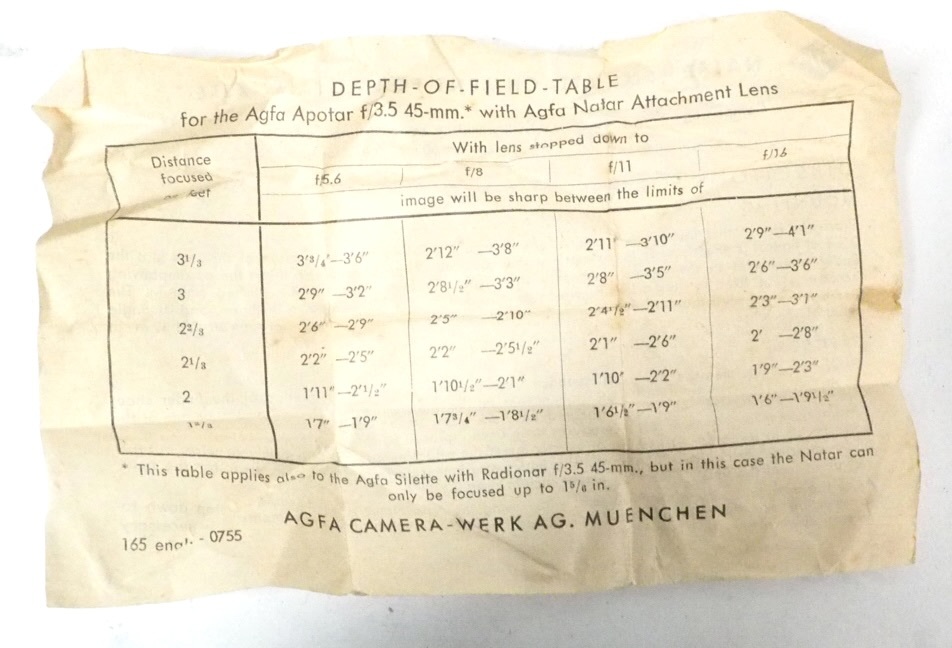 DEPTH-OF-FIELD-TABLE
for the Agfa Apotar f/3.5 45-mm.* with Agfa Natar Attachment Lens
Distance focused
With lens stopped down to
f/5.6 f/8 f/11 f/16
image will be sharp between the limits of
3 1/3 3'3/4"—3'6" 2'12" —3'8" 2'11" —3'10" 2'9"—4'1"
3 2'9" —3'2" 2'8 1/2" —3'3" 2'8" —3'5" 2'6"—3'6"
2 2/3 2'6" —2'9" 2'5" —2'10" 2'4 1/2"—2'11" 2'3"—3'1"
2 1/3 2'2" —2'5" 2'2" —2'5 1/2" 2'1" —2'6" 2' —2'8"
2 1'11"—2'1/2" 1'10 1/2"—2'1" 1'10" —2'2" 1'9"—2'3"
1'7" —1'9" 1'7 3/4" —1'8 1/2" 1'6 1/2"—1'9" 1'6"—1'9 1/2"
* This table applies also to the Agfa Silette with Radionar f/3.5 45-mm., but in this case the Natar can
only be focused up to 1 5/8 in.
AGFA CAMERA-WERK AG. MUENCHEN
165 engl. - 0755